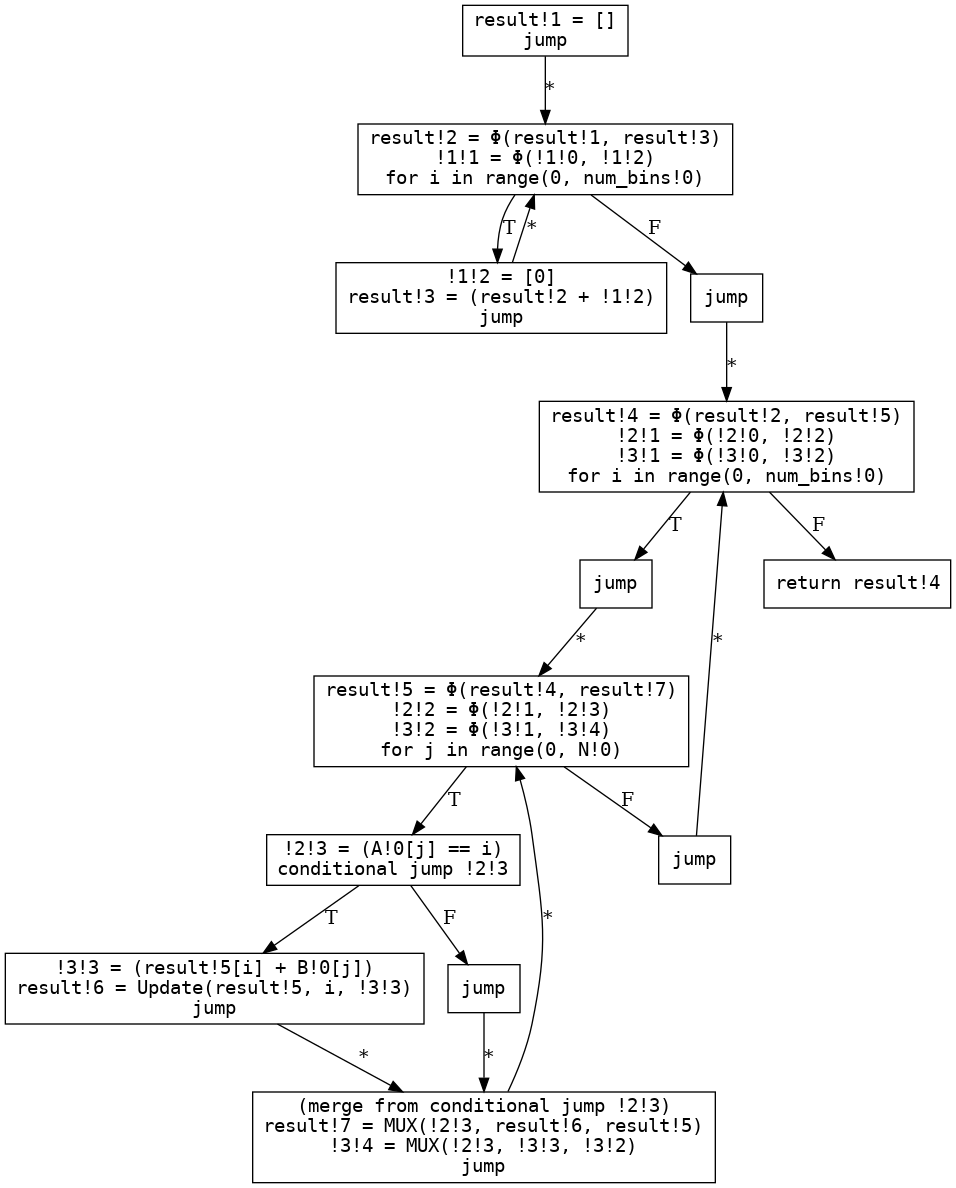 result!1 = []
jump
*
result!2 = Φ(result!1, result!3)
!1!1 = Φ(!1!0, !1!2)
for i in range(0, num_bins!0)
T
*
F
!1!2 = [0]
result!3 = (result!2 + !1!2)
jump
jump
*
result!4 = Φ(result!2, result!5)
!2!1 = Φ(!2!0, !2!2)
!3!1 = Φ(!3!0, !3!2)
for i in range(0, num_bins!0)
T
F
jump
return result!4
*
*
result!5 = Φ(result!4, result!7)
!2!2 = Φ(!2!1, !2!3)
!3!2 = Φ(!3!1, !3!4)
for j in range(0, N!0)
T
F
!2!3 = (A!0[j] == i)
conditional jump !2!3
jump
T
F
*
!3!3 = (result!5[i] + B!0[j])
result!6 = Update(result!5, i, !3!3)
jump
jump
*
*
(merge from conditional jump !2!3)
result!7 = MUX(!2!3, result!6, result!5)
!3!4 = MUX(!2!3, !3!3, !3!2)
jump